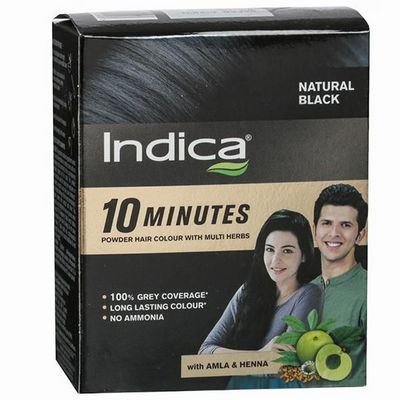 NATURAL
BLACK
Indica®
10 MINUTES
POWDER HAIR COLOUR WITH MULTI HERBS
• 100% GREY COVERAGE*
• LONG LASTING COLOUR*
• NO AMMONIA
with AMLA & HENNA